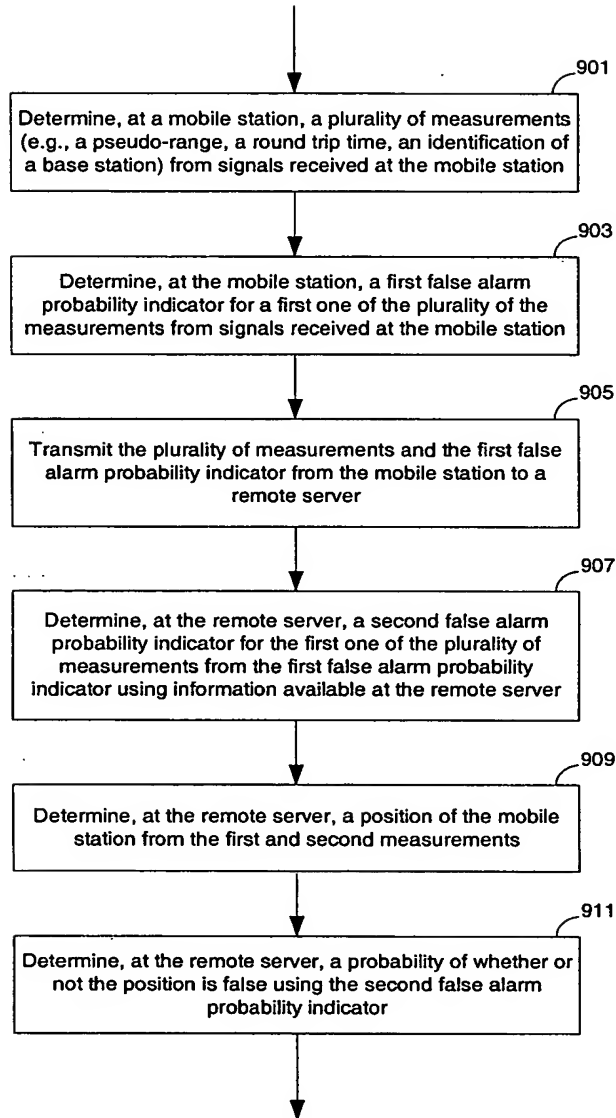 901
Determine, at a mobile station, a plurality of measurements
(e.g., a pseudo-range, a round trip time, an identification of
a base station) from signals received at the mobile station
903
Determine, at the mobile station, a first false alarm
probability indicator for a first one of the plurality of the
measurements from signals received at the mobile station
905
Transmit the plurality of measurements and the first false
alarm probability indicator from the mobile station to a
remote server
907
Determine, at the remote server, a second false alarm
probability indicator for the first one of the plurality of
measurements from the first false alarm probability
indicator using information available at the remote server
909
Determine, at the remote server, a position of the mobile
station from the first and second measurements
911
Determine, at the remote server, a probability of whether or
not the position is false using the second false alarm
probability indicator